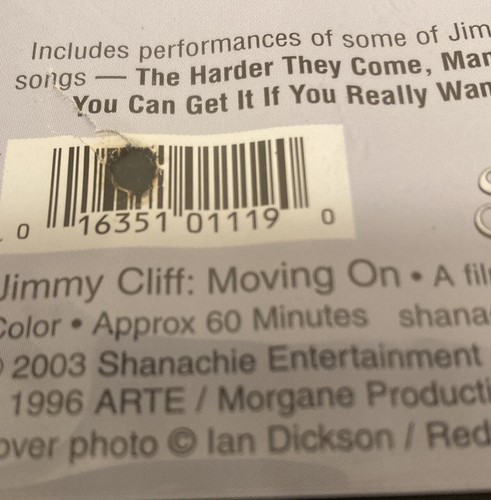 Includes performances of some of Jim
songs — The Harder They Come, Man
You Can Get It If You Really Wan
0 16351 01119 0
Jimmy Cliff: Moving On • A fil
Color • Approx 60 Minutes shana
2003 Shanachie Entertainment
1996 ARTE / Morgane Producti
over photo © Ian Dickson / Red